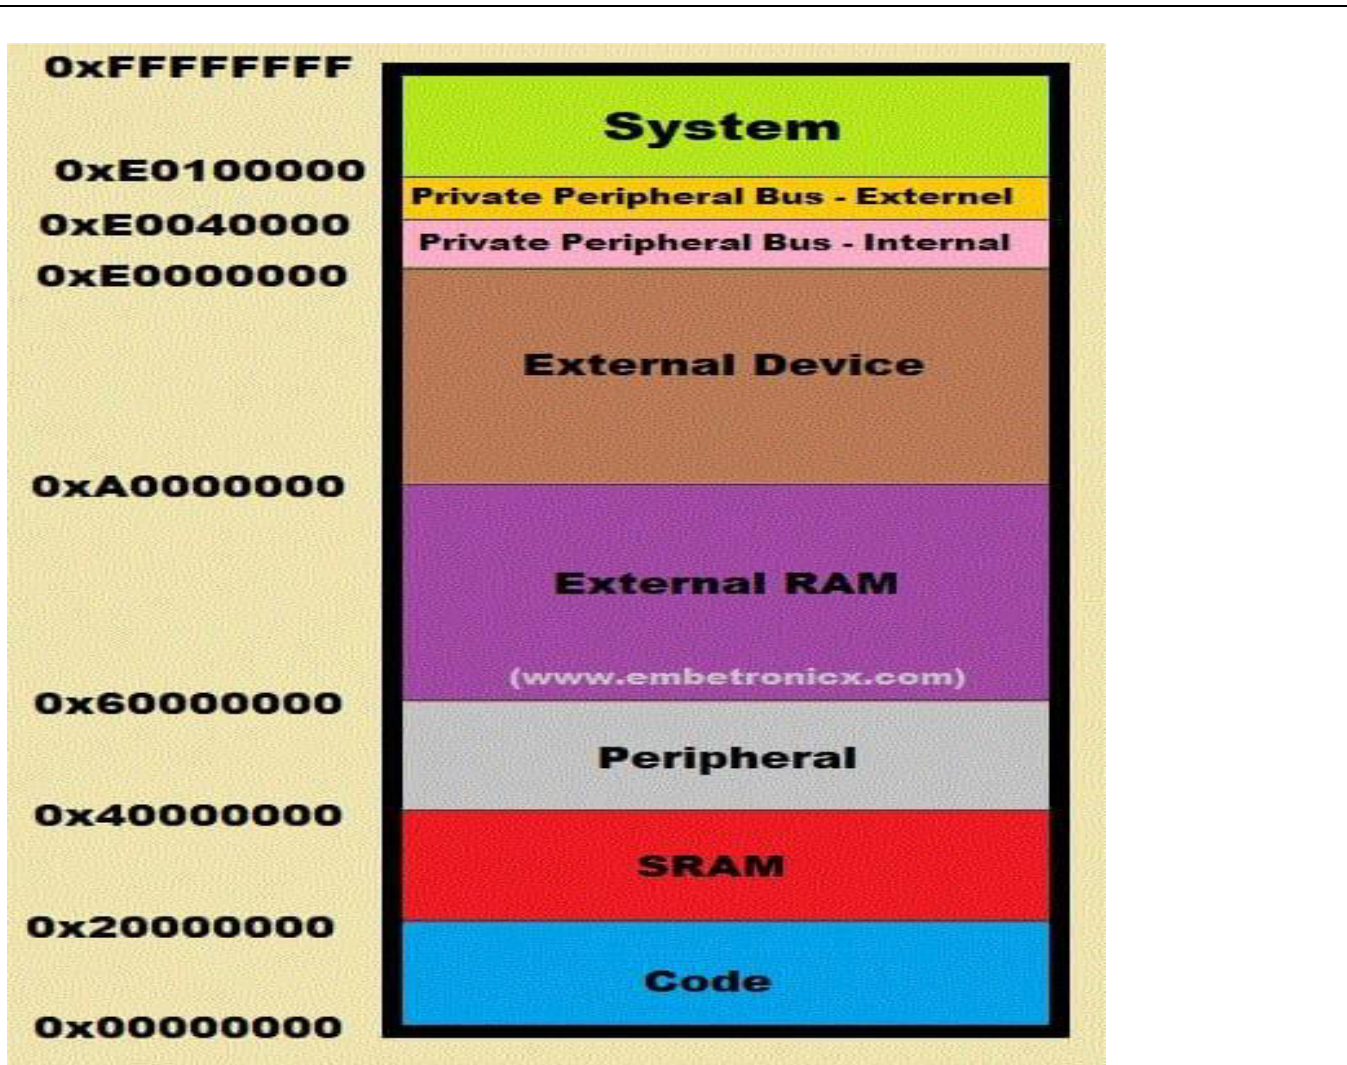 0xFFFFFFFF
System
0xE0100000
Private Peripheral Bus - Externel
0xE0040000
Private Peripheral Bus - Internal
0xE0000000
External Device
0xA0000000
External RAM
(www.embetronicx.com)
0x60000000
Peripheral
0x40000000
SRAM
0x20000000
Code
0x00000000